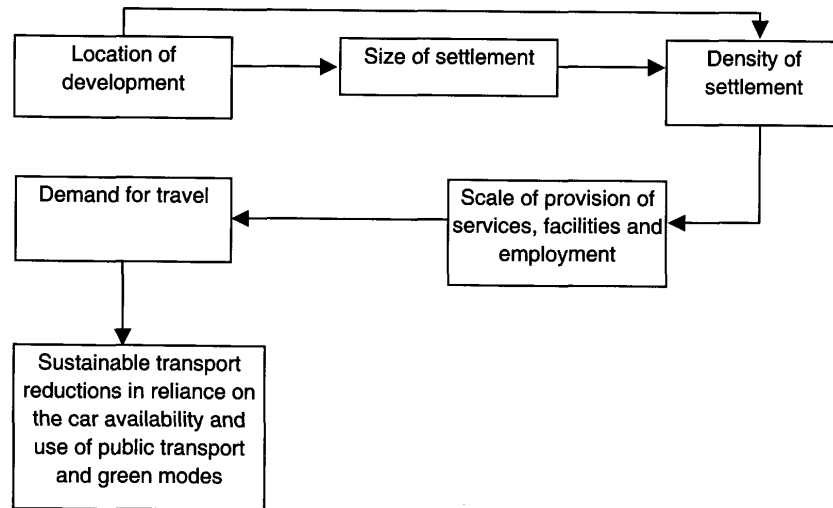 Location of
development
Size of settlement
Density of
settlement
Demand for travel
Scale of provision of
services, facilities and
employment
Sustainable transport
reductions in reliance on
the car availability and
use of public transport
and green modes